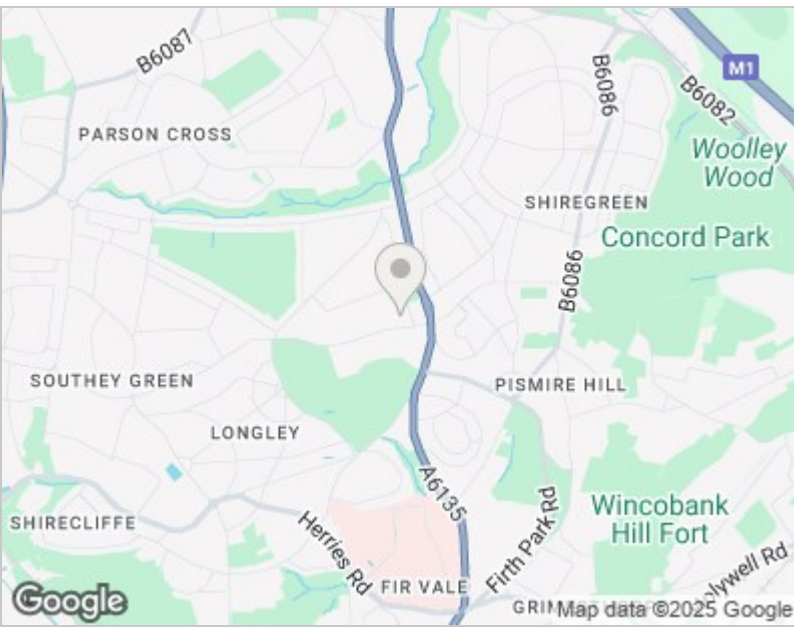 B6087
B6086
M1
B6082
PARSON CROSS
Woolley
Wood
SHIREGREEN
Concord Park
B6086
SOUTHEY GREEN
PISMIRE HILL
LONGLEY
A6135
Wincobank
Hill Fort
SHIRECLIFFE
Herries Rd
Firth Park Rd
FIR VALE
Google
Map data ©2025 Google